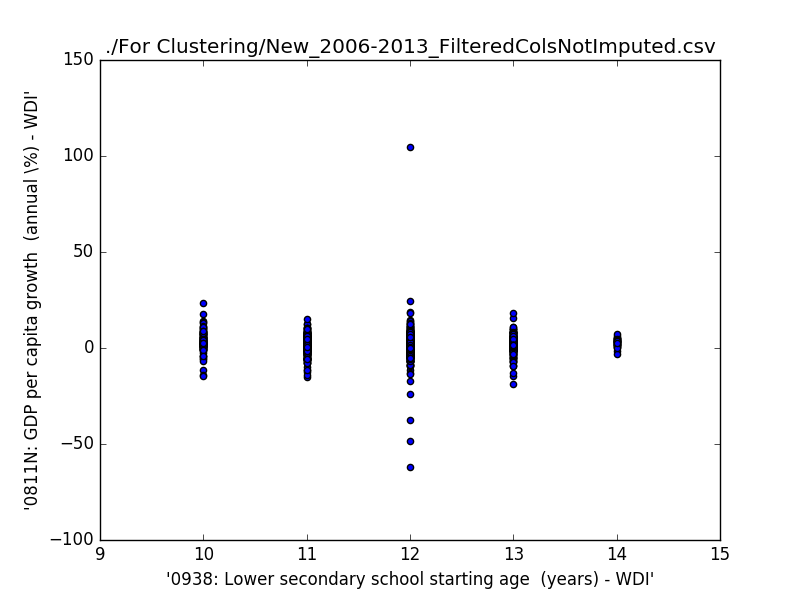 ./For Clustering/New_2006-2013_FilteredColsNotImputed.csv
150
100
50
0
−50
−100
'0811N: GDP per capita growth  (annual \%) - WDI'
9 10 11 12 13 14 15
'0938: Lower secondary school starting age  (years) - WDI'